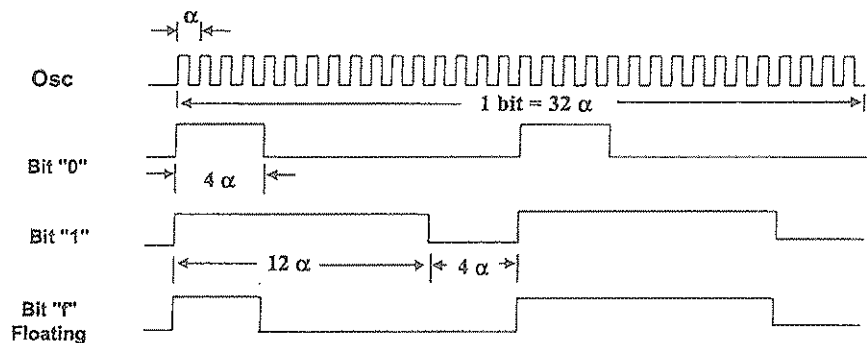 α
Osc
1 bit = 32 α
Bit "0"
4 α
Bit "1"
12 α
4 α
Bit "f"
Floating